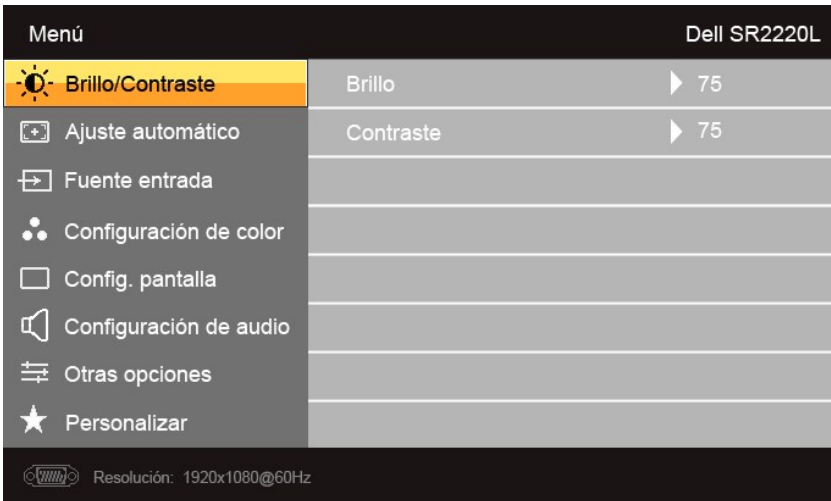 Menú Dell SR2220L
Brillo/Contraste Brillo 75
Ajuste automático Contraste 75
Fuente entrada
Configuración de color
Config. pantalla
Configuración de audio
Otras opciones
Personalizar
Resolución: 1920x1080@60Hz